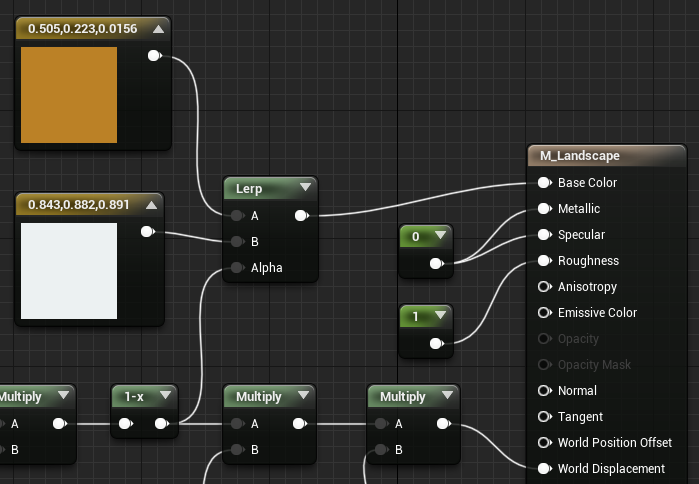 0.505,0.223,0.0156
0.843,0.882,0.891
Lerp
A
B
Alpha
0
1
M_Landscape
Base Color
Metallic
Specular
Roughness
Anisotropy
Emissive Color
Opacity
Opacity Mask
Normal
Tangent
World Position Offset
World Displacement
Multiply
A
B
1-x
Multiply
A
B
Multiply
A
B